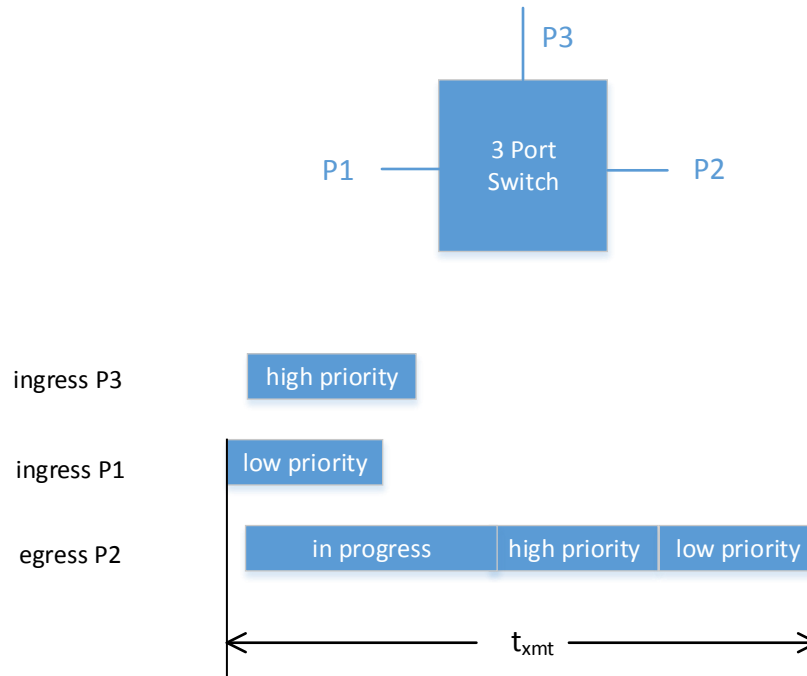 P3
3 Port
Switch
P1
P2
ingress P3
high priority
ingress P1
low priority
egress P2
in progress
high priority
low priority
txmt